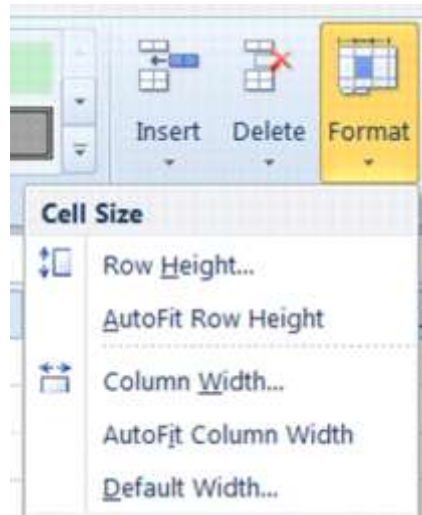 Insert Delete Format
Cell Size
Row Height...
AutoFit Row Height
Column Width...
AutoFit Column Width
Default Width...